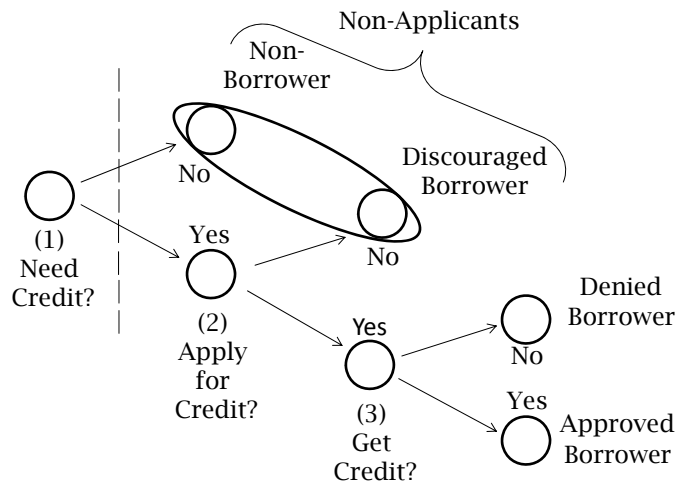 Non-Applicants
Non-
Borrower
Discouraged
Borrower
No
No
(1)
Need
Credit?
Yes
(2)
Apply
for
Credit?
Yes
(3)
Get
Credit?
Denied
Borrower
No
Yes
Approved
Borrower